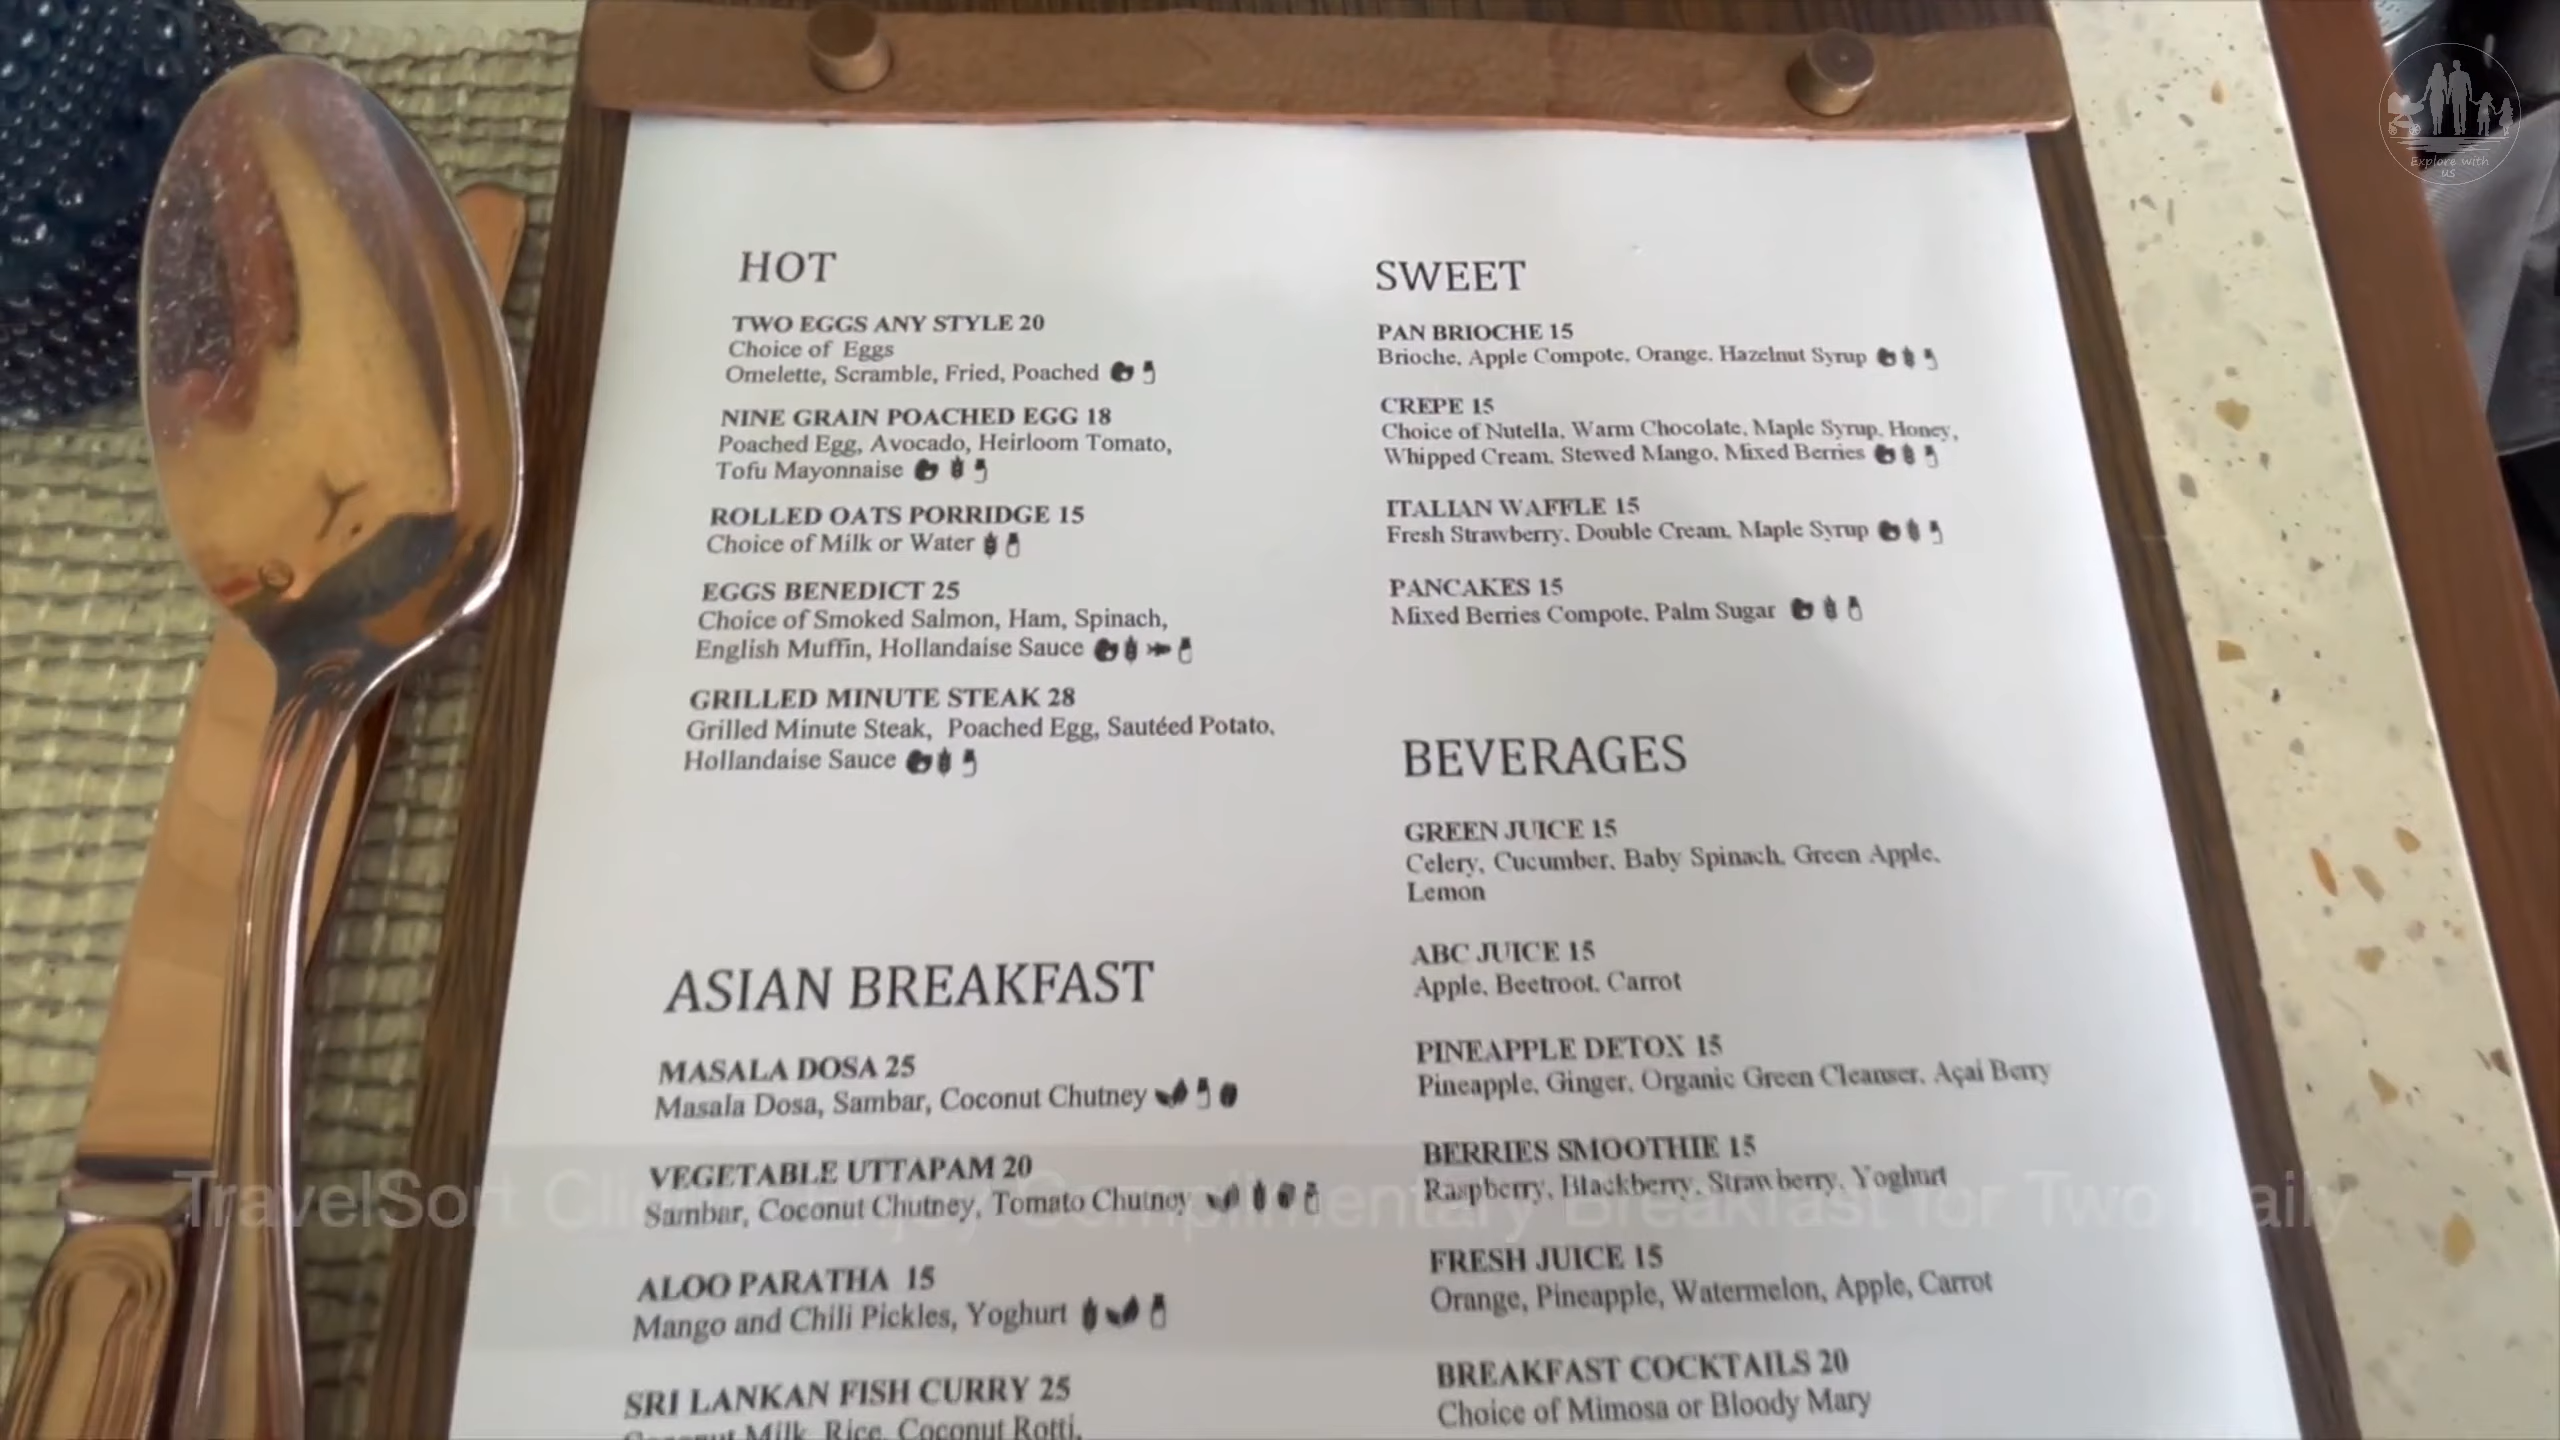 HOT
TWO EGGS ANY STYLE 20
Choice of Eggs
Omelette, Scramble, Fried, Poached
NINE GRAIN POACHED EGG 18
Poached Egg, Avocado, Heirloom Tomato,
Tofu Mayonnaise
ROLLED OATS PORRIDGE 15
Choice of Milk or Water
EGGS BENEDICT 25
Choice of Smoked Salmon, Ham, Spinach,
English Muffin, Hollandaise Sauce
GRILLED MINUTE STEAK 28
Grilled Minute Steak, Poached Egg, Sautéed Potato,
Hollandaise Sauce
ASIAN BREAKFAST
MASALA DOSA 25
Masala Dosa, Sambar, Coconut Chutney
VEGETABLE UTTAPAM 20
Sambar, Coconut Chutney, Tomato Chutney
ALOO PARATHA 15
Mango and Chili Pickles, Yoghurt
SRI LANKAN FISH CURRY 25
Coconut Milk, Rice, Coconut Rotti,
SWEET
PAN BRIOCHE 15
Brioche, Apple Compote, Orange, Hazelnut Syrup
CREPE 15
Choice of Nutella, Warm Chocolate, Maple Syrup, Honey,
Whipped Cream, Stewed Mango, Mixed Berries
ITALIAN WAFFLE 15
Fresh Strawberry, Double Cream, Maple Syrup
PANCAKES 15
Mixed Berries Compote, Palm Sugar
BEVERAGES
GREEN JUICE 15
Celery, Cucumber, Baby Spinach, Green Apple,
Lemon
ABC JUICE 15
Apple, Beetroot, Carrot
PINEAPPLE DETOX 15
Pineapple, Ginger, Organic Green Cleanser, Açai Berry
BERRIES SMOOTHIE 15
Raspberry, Blackberry, Strawberry, Yoghurt
FRESH JUICE 15
Orange, Pineapple, Watermelon, Apple, Carrot
BREAKFAST COCKTAILS 20
Choice of Mimosa or Bloody Mary
TravelSort Complimentary Breakfast for Two Daily
Explore with
us